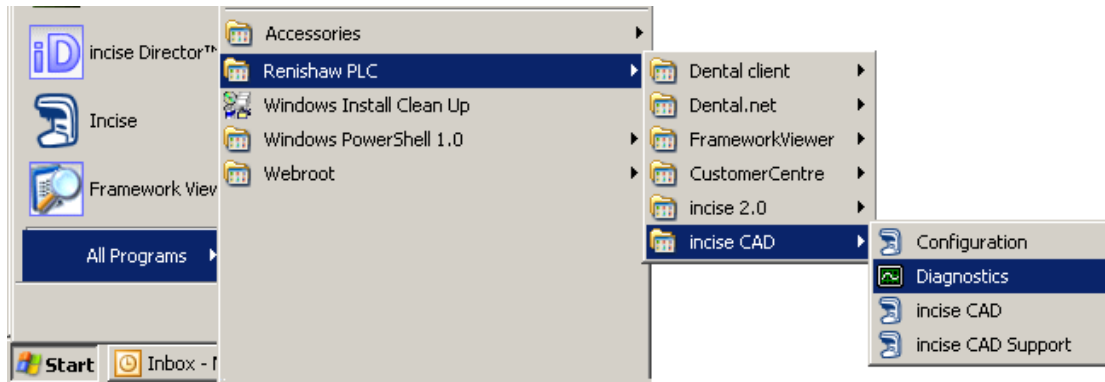 incise Director™
Incise
Framework View
All Programs
Start
Inbox -
Accessories
Renishaw PLC
Windows Install Clean Up
Windows PowerShell 1.0
Webroot
Dental client
Dental.net
FrameworkViewer
CustomerCentre
incise 2.0
incise CAD
Configuration
Diagnostics
incise CAD
incise CAD Support